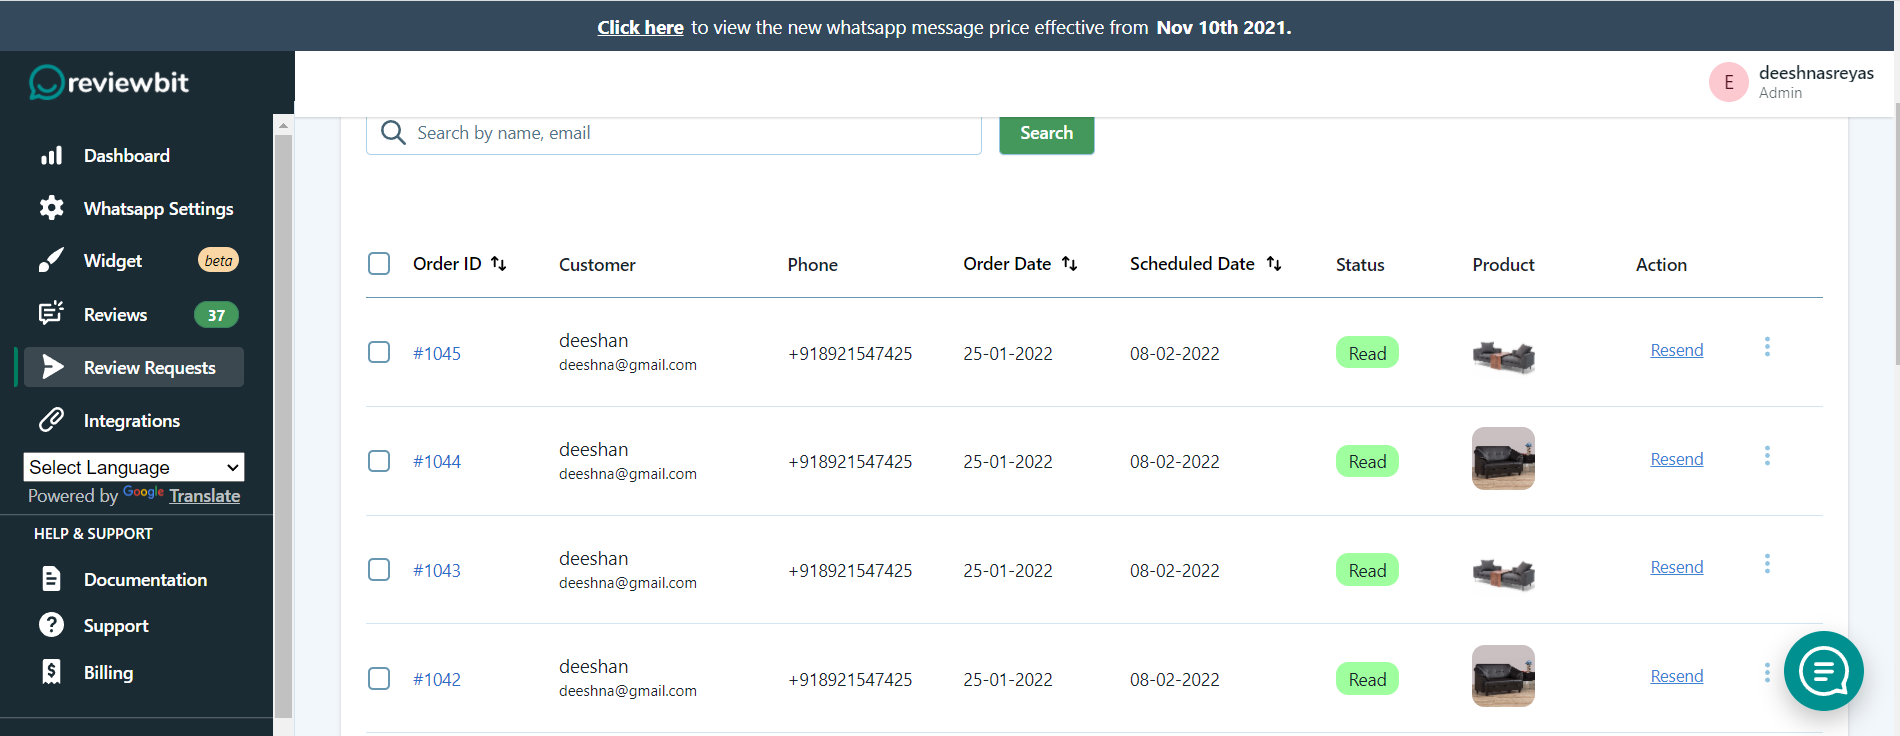 Click here to view the new whatsapp message price effective from Nov 10th 2021.
reviewbit
E
deeshnasreyas
Admin
Dashboard
Whatsapp Settings
Widget beta
Reviews 37
Review Requests
Integrations
Select Language
Powered by Google Translate
HELP & SUPPORT
Documentation
Support
Billing
Search by name, email
Search
Order ID Customer Phone Order Date Scheduled Date Status Product Action
#1045 deeshan +918921547425 25-01-2022 08-02-2022 Read Resend
deeshna@gmail.com
#1044 deeshan +918921547425 25-01-2022 08-02-2022 Read Resend
deeshna@gmail.com
#1043 deeshan +918921547425 25-01-2022 08-02-2022 Read Resend
deeshna@gmail.com
#1042 deeshan +918921547425 25-01-2022 08-02-2022 Read Resend
deeshna@gmail.com